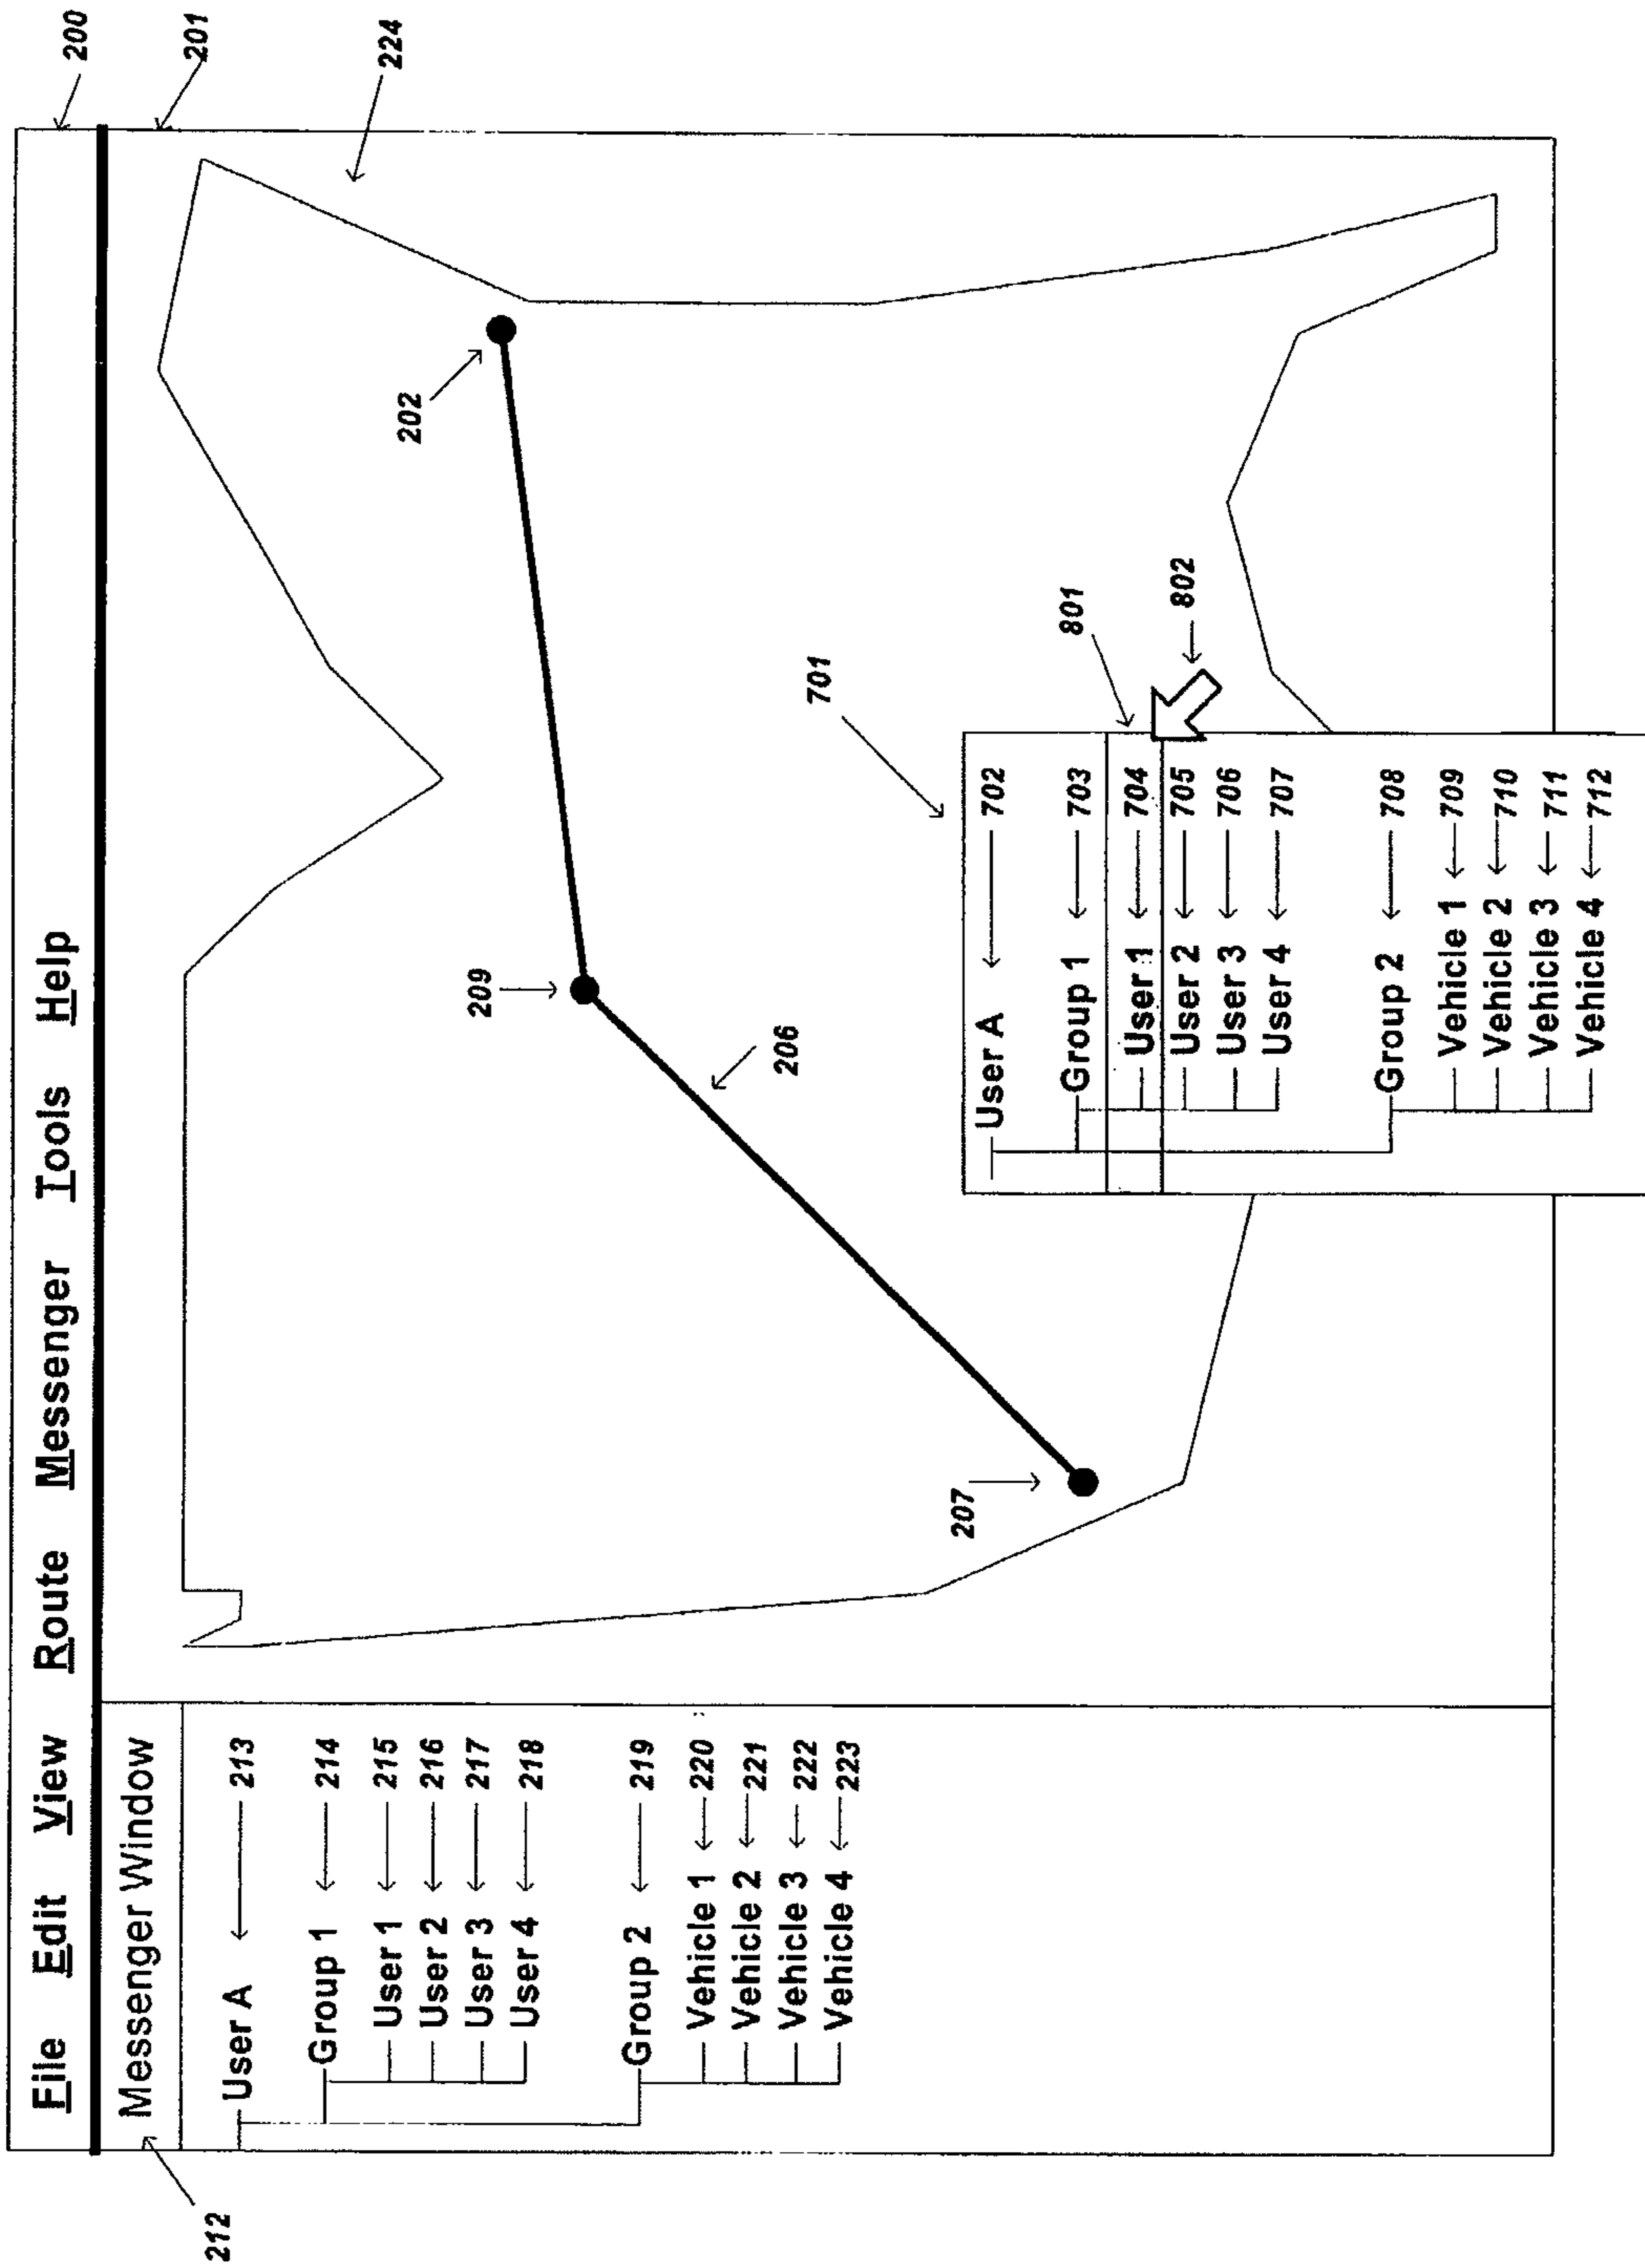 File Edit View Route Messenger Tools Help
200
201
224
212
Messenger Window
User A 213
Group 1 214
User 1 215
User 2 216
User 3 217
User 4 218
Group 2 219
Vehicle 1 220
Vehicle 2 221
Vehicle 3 222
Vehicle 4 223
202
209
206
207
701
801
802
User A 702
Group 1 703
User 1 704
User 2 705
User 3 706
User 4 707
Group 2 708
Vehicle 1 709
Vehicle 2 710
Vehicle 3 711
Vehicle 4 712